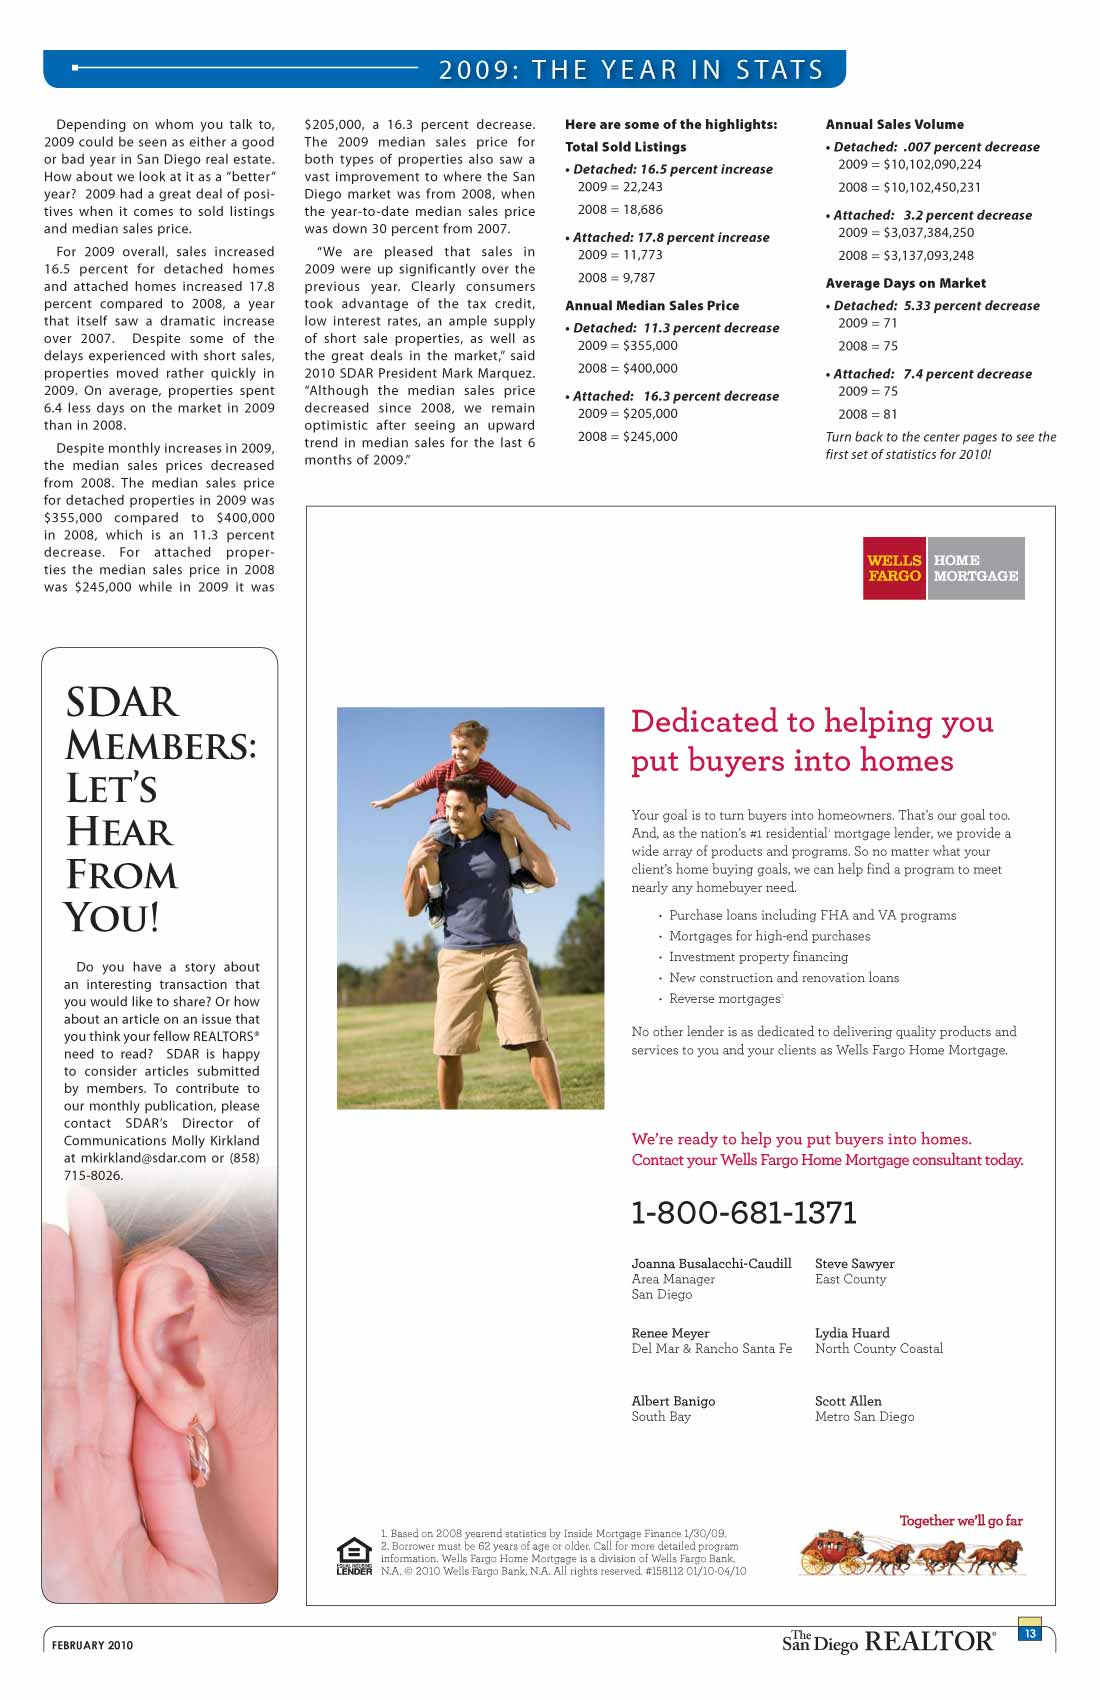 2009: THE YEAR IN STATS
Depending on whom you talk to,
2009 could be seen as either a good
or bad year in San Diego real estate.
How about we look at it as a "better"
year?  2009 had a great deal of posi-
tives when it comes to sold listings
and median sales price.
For 2009 overall, sales increased
16.5 percent for detached homes
and attached homes increased 17.8
percent compared to 2008, a year
that itself saw a dramatic increase
over 2007.  Despite some of the
delays experienced with short sales,
properties moved rather quickly in
2009. On average, properties spent
6.4 less days on the market in 2009
than in 2008.
Despite monthly increases in 2009,
the median sales prices decreased
from 2008. The median sales price
for detached properties in 2009 was
$355,000 compared to $400,000
in 2008, which is an 11.3 percent
decrease. For attached proper-
ties the median sales price in 2008
was $245,000 while in 2009 it was
$205,000, a 16.3 percent decrease.
The 2009 median sales price for
both types of properties also saw a
vast improvement to where the San
Diego market was from 2008, when
the year-to-date median sales price
was down 30 percent from 2007.
"We are pleased that sales in
2009 were up significantly over the
previous year. Clearly consumers
took advantage of the tax credit,
low interest rates, an ample supply
of short sale properties, as well as
the great deals in the market," said
2010 SDAR President Mark Marquez.
"Although the median sales price
decreased since 2008, we remain
optimistic after seeing an upward
trend in median sales for the last 6
months of 2009."
Here are some of the highlights:
Total Sold Listings
• Detached: 16.5 percent increase
2009 = 22,243
2008 = 18,686
• Attached: 17.8 percent increase
2009 = 11,773
2008 = 9,787
Annual Median Sales Price
• Detached:  11.3 percent decrease
2009 = $355,000
2008 = $400,000
• Attached:  16.3 percent decrease
2009 = $205,000
2008 = $245,000
Annual Sales Volume
• Detached:  .007 percent decrease
2009 = $10,102,090,224
2008 = $10,102,450,231
• Attached:   3.2 percent decrease
2009 = $3,037,384,250
2008 = $3,137,093,248
Average Days on Market
• Detached:  5.33 percent decrease
2009 = 71
2008 = 75
• Attached:   7.4 percent decrease
2009 = 75
2008 = 81
Turn back to the center pages to see the
first set of statistics for 2010!
SDAR
MEMBERS:
LET'S
HEAR
FROM
YOU!
Do you have a story about
an interesting transaction that
you would like to share? Or how
about an article on an issue that
you think your fellow REALTORS®
need to read?  SDAR is happy
to consider articles submitted
by members. To contribute to
our monthly publication, please
contact SDAR's Director of
Communications Molly Kirkland
at mkirkland@sdar.com or (858)
715-8026.
WELLS FARGO
HOME MORTGAGE
Dedicated to helping you
put buyers into homes
Your goal is to turn buyers into homeowners. That's our goal too.
And, as the nation's #1 residential¹ mortgage lender, we provide a
wide array of products and programs. So no matter what your
client's home buying goals, we can help find a program to meet
nearly any homebuyer need.
• Purchase loans including FHA and VA programs
• Mortgages for high-end purchases
• Investment property financing
• New construction and renovation loans
• Reverse mortgages²
No other lender is as dedicated to delivering quality products and
services to you and your clients as Wells Fargo Home Mortgage.
We're ready to help you put buyers into homes.
Contact your Wells Fargo Home Mortgage consultant today.
1-800-681-1371
Joanna Busalacchi-Caudill
Area Manager
San Diego
Steve Sawyer
East County
Renee Meyer
Del Mar & Rancho Santa Fe
Lydia Huard
North County Coastal
Albert Banigo
South Bay
Scott Allen
Metro San Diego
EQUAL HOUSING
LENDER
1. Based on 2008 yearend statistics by Inside Mortgage Finance 1/30/09.
2. Borrower must be 62 years of age or older. Call for more detailed program
information. Wells Fargo Home Mortgage is a division of Wells Fargo Bank,
N.A. © 2010 Wells Fargo Bank, N.A. All rights reserved. #158112 01/10-04/10
Together we'll go far
FEBRUARY 2010
The San Diego REALTOR®
13